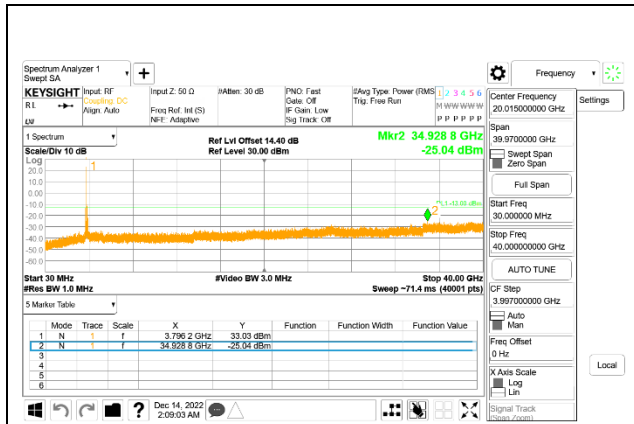 Spectrum Analyzer 1
Swept SA
Frequency
Settings
KEYSIGHT
Input: RF
Coupling: DC
Align: Auto
Input Z: 50 Ω
Freq Ref: Int (S)
NFE: Adaptive
#Atten: 30 dB
PNO: Fast
Gate: Off
IF Gain: Low
Sig Track: Off
#Avg Type: Power (RMS
Trig: Free Run
1 2 3 4 5 6
M W W W W W
P P P P P P
R L
1 Spectrum
Scale/Div 10 dB
Ref Lvl Offset 14.40 dB
Ref Level 30.00 dBm
Mkr2 34.928 8 GHz
-25.04 dBm
Log
20.0
10.0
0.00
-10.0
-20.0
-30.0
-40.0
-50.0
-60.0
1
2
Start 30 MHz
#Res BW 1.0 MHz
#Video BW 3.0 MHz
Stop 40.00 GHz
Sweep ~71.4 ms (40001 pts)
5 Marker Table
Mode Trace Scale X Y Function Function Width Function Value
1 N 1 f 3.796 2 GHz 33.03 dBm
2 N 1 f 34.928 8 GHz -25.04 dBm
3
4
5
6
Dec 14, 2022
2:09:03 AM
Center Frequency
20.015000000 GHz
Span
39.9700000 GHz
Swept Span
Zero Span
Full Span
Start Freq
30.000000 MHz
Stop Freq
40.000000000 GHz
AUTO TUNE
CF Step
3.997000000 GHz
Auto
Man
Freq Offset
0 Hz
X Axis Scale
Log
Lin
Signal Track
(Span Zoom)
Local